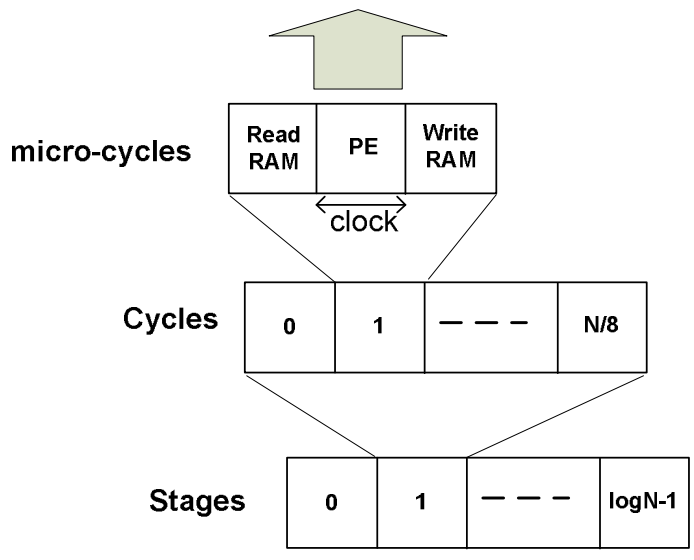 micro-cycles
Read
RAM
PE
Write
RAM
clock
Cycles
0
1
N/8
Stages
0
1
logN-1